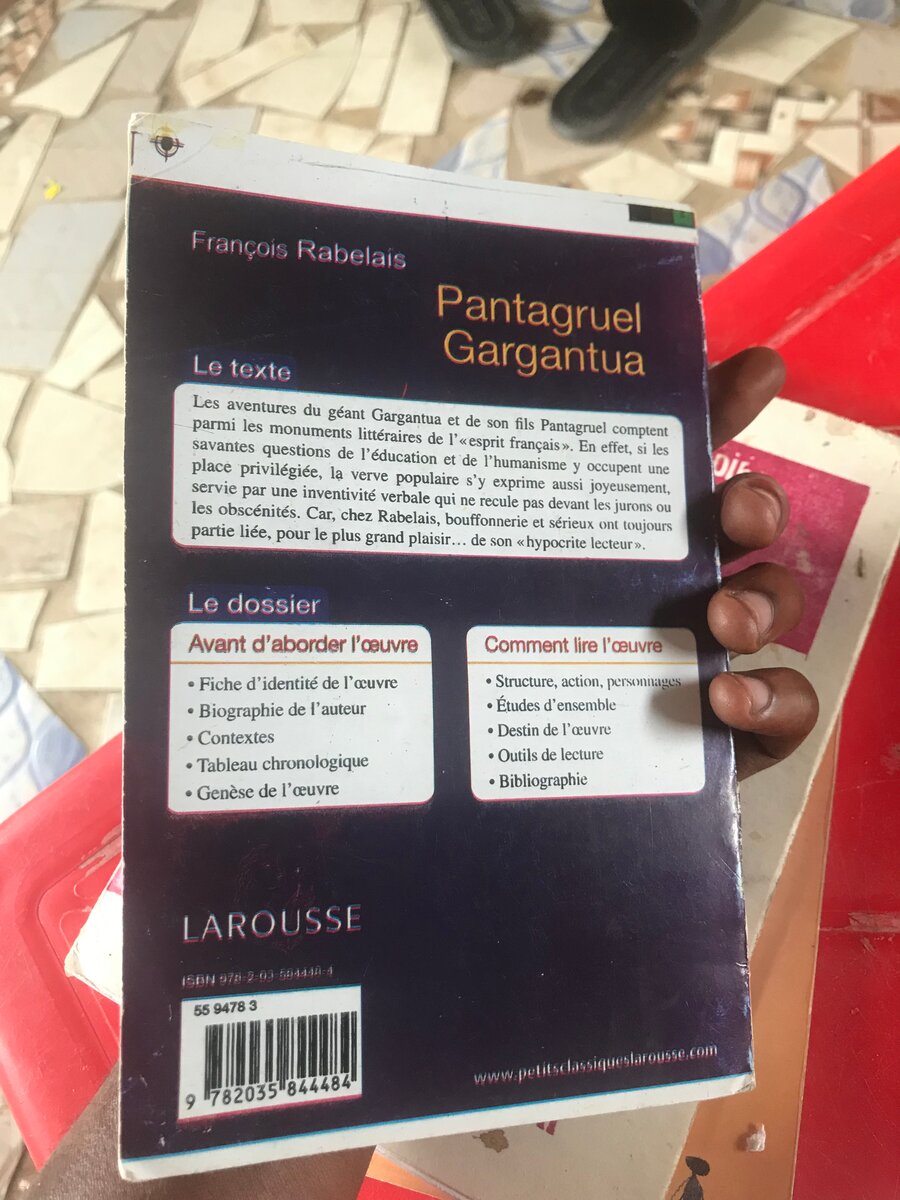 François Rabelais
Pantagruel
Gargantua
Le texte
Les aventures du géant Gargantua et de son fils Pantagruel comptent
parmi les monuments littéraires de l'« esprit français ». En effet, si les
savantes questions de l'éducation et de l'humanisme y occupent une
place privilégiée, la verve populaire s'y exprime aussi joyeusement,
servie par une inventivité verbale qui ne recule pas devant les jurons ou
les obscénités. Car, chez Rabelais, bouffonnerie et sérieux ont toujours
partie liée, pour le plus grand plaisir... de son « hypocrite lecteur ».
Le dossier
Avant d'aborder l'œuvre
• Fiche d'identité de l'œuvre
• Biographie de l'auteur
• Contextes
• Tableau chronologique
• Genèse de l'œuvre
Comment lire l'œuvre
• Structure, action, personnages
• Études d'ensemble
• Destin de l'œuvre
• Outils de lecture
• Bibliographie
LAROUSSE
ISBN
55 9478 3
9 782035 844484
www.petitsclassiqueslarousse.com